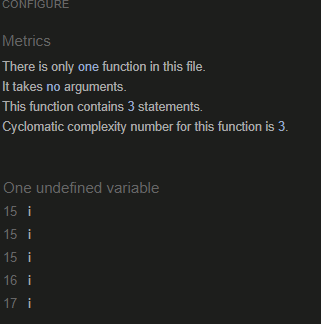 CONFIGURE
Metrics
There is only one function in this file.
It takes no arguments.
This function contains 3 statements.
Cyclomatic complexity number for this function is 3.
One undefined variable
15 i
15 i
15 i
16 i
17 i